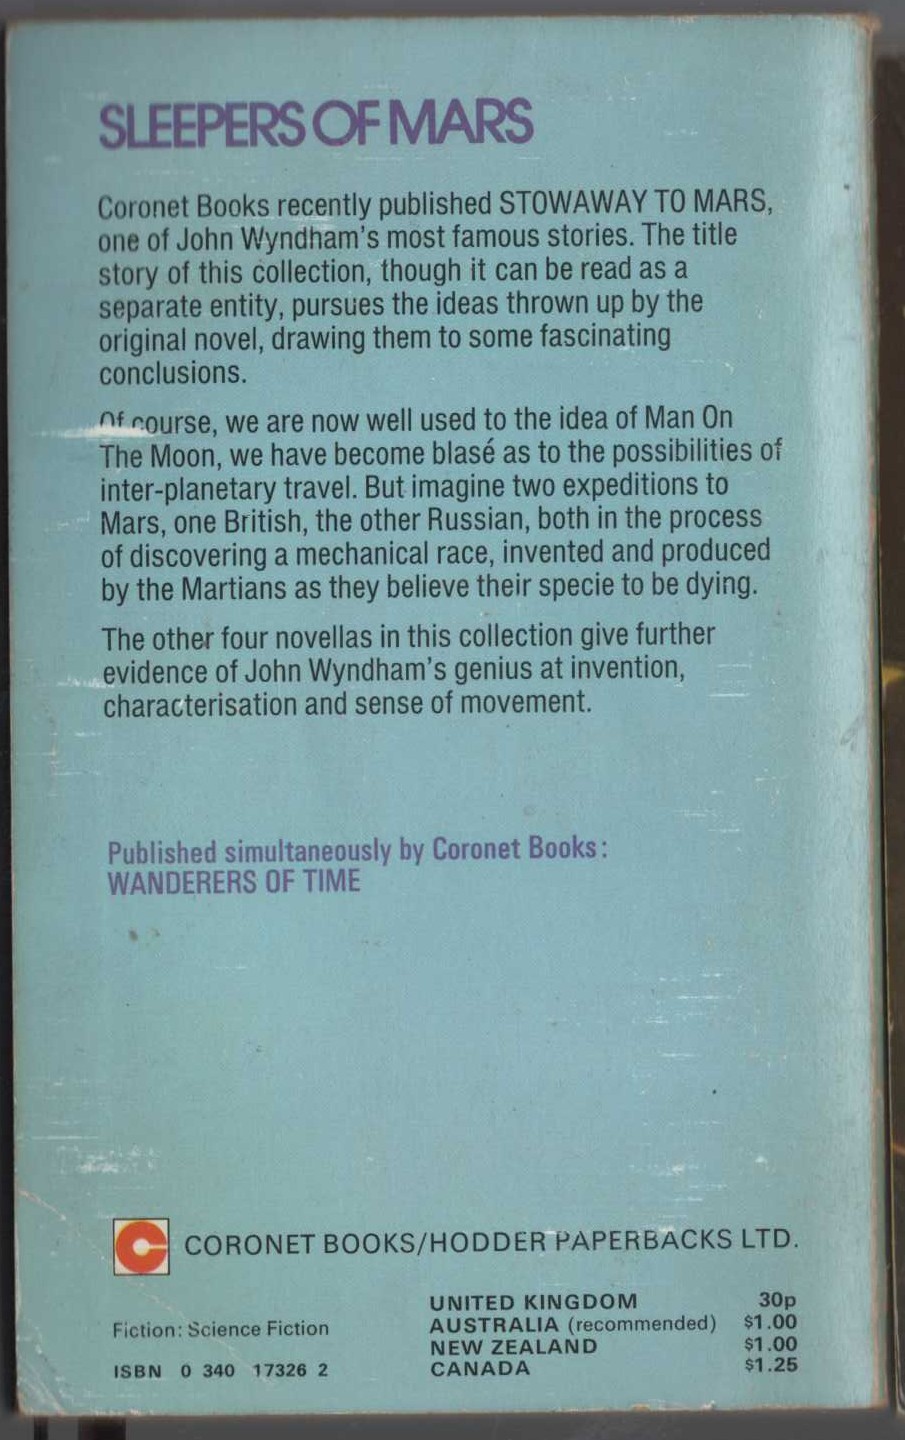 SLEEPERS OF MARS
Coronet Books recently published STOWAWAY TO MARS,
one of John Wyndham's most famous stories. The title
story of this collection, though it can be read as a
separate entity, pursues the ideas thrown up by the
original novel, drawing them to some fascinating
conclusions.
Of course, we are now well used to the idea of Man On
The Moon, we have become blasé as to the possibilities of
inter-planetary travel. But imagine two expeditions to
Mars, one British, the other Russian, both in the process
of discovering a mechanical race, invented and produced
by the Martians as they believe their specie to be dying.
The other four novellas in this collection give further
evidence of John Wyndham's genius at invention,
characterisation and sense of movement.
Published simultaneously by Coronet Books:
WANDERERS OF TIME
CORONET BOOKS/HODDER PAPERBACKS LTD.
UNITED KINGDOM 30p
Fiction: Science Fiction AUSTRALIA (recommended) $1.00
NEW ZEALAND $1.00
ISBN 0 340 17326 2 CANADA $1.25